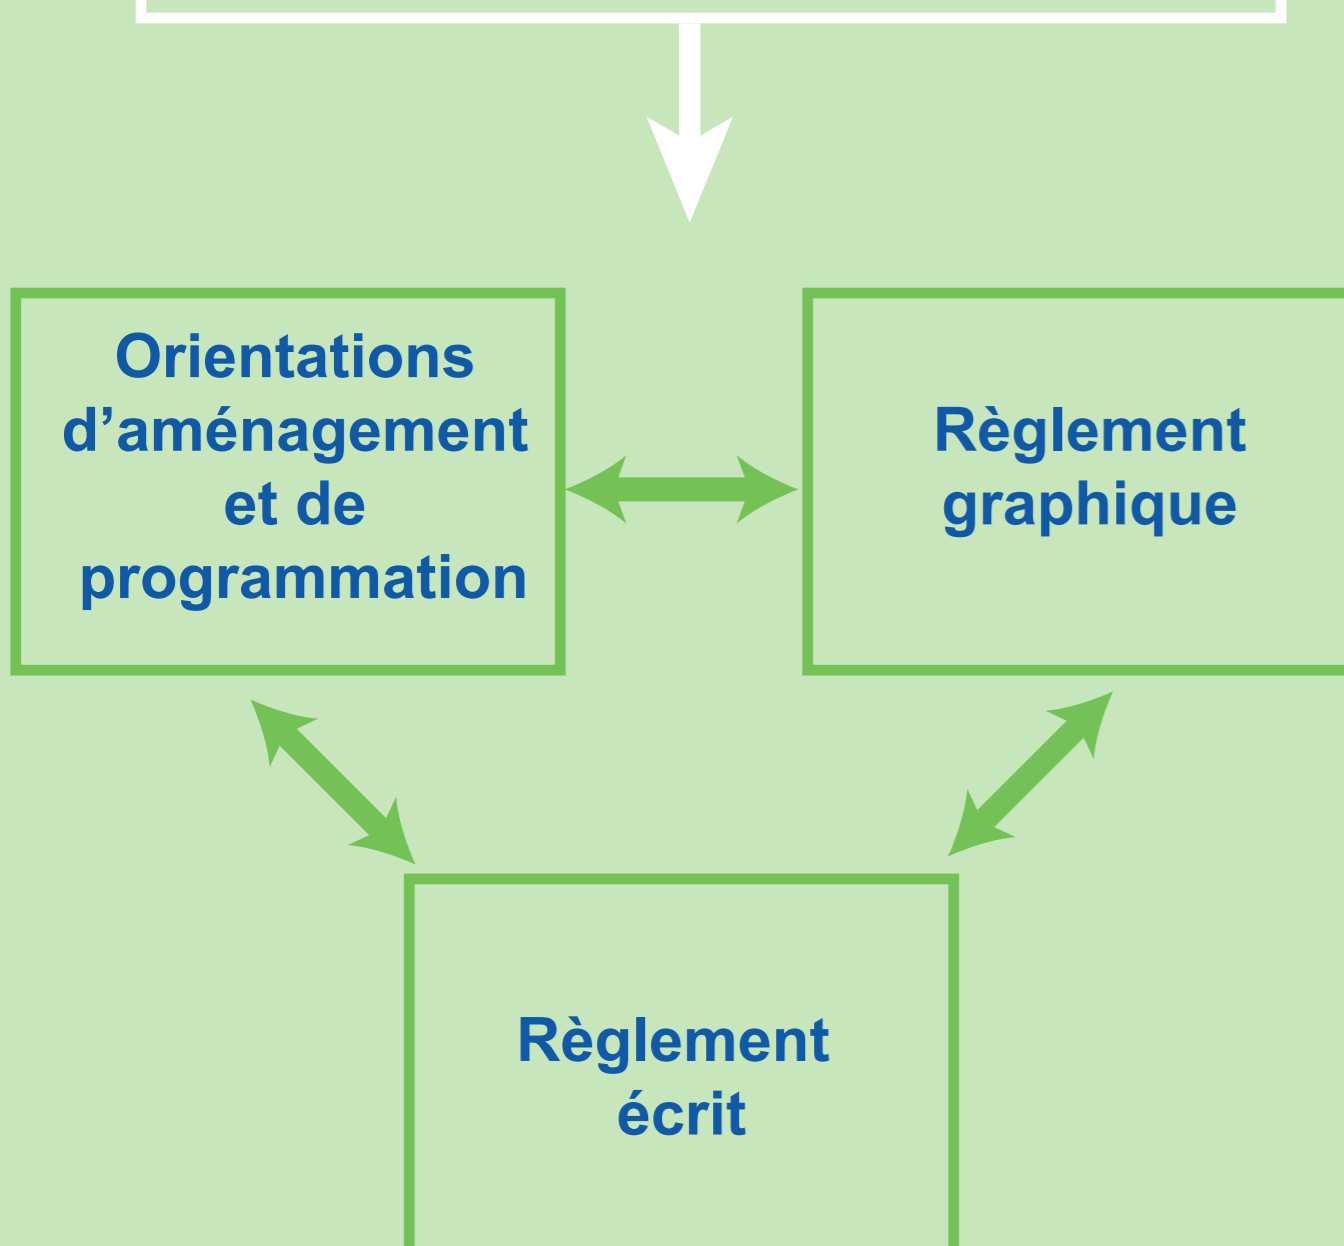 Orientations
d’aménagement
et de
programmation
Règlement
graphique
Règlement
écrit